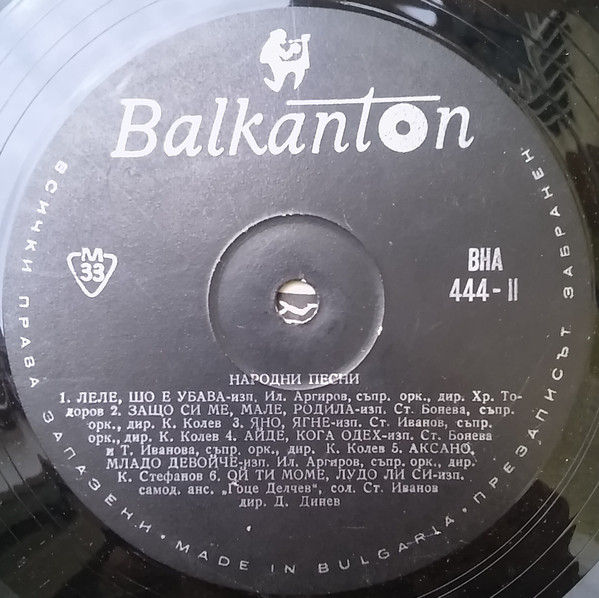 Balkanton
ВСИЧКИ ПРАВА ЗАПАЗЕНИ • MADE IN BULGARIA • ПРЕЗАПИСЪТ ЗАБРАНЕН
М
33
ВНА
444 - II
НАРОДНИ ПЕСНИ
1. ЛЕЛЕ, ШО Е УБАВА-изп. Ил. Аргиров, съпр. орк., дир. Хр. То-
доров 2. ЗАЩО СИ МЕ, МАЛЕ, РОДИЛА-изп. Ст. Бонева, съпр.
орк., дир. К. Колев 3. ЯНО, ЯГНЕ-изп. Ст. Иванов, съпр.
орк., дир. К. Колев 4. АЙДЕ, КОГА ОДЕХ-изп. Ст. Бонева
и Т. Иванова, съпр. орк., дир. К. Колев 5. АКСАНО,
МЛАДО ДЕВОЙЧЕ-изп. Ил. Аргиров, съпр. орк., дир.
К. Стефанов 6. ОЙ ТИ МОМЕ, ЛУДО ЛИ СИ-изп.
самод. анс. „Гоце Делчев", сол. Ст. Иванов
дир. Д. Динев